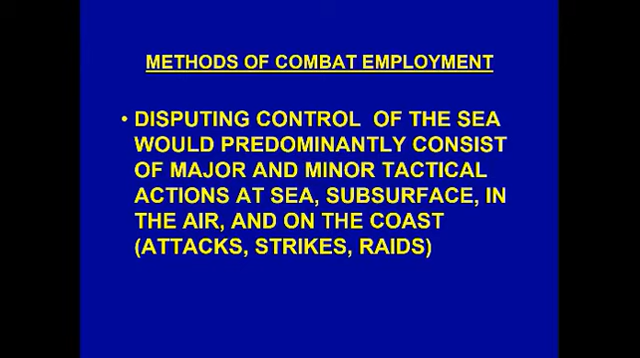 METHODS OF COMBAT EMPLOYMENT
• DISPUTING CONTROL OF THE SEA
WOULD PREDOMINANTLY CONSIST
OF MAJOR AND MINOR TACTICAL
ACTIONS AT SEA, SUBSURFACE, IN
THE AIR, AND ON THE COAST
(ATTACKS, STRIKES, RAIDS)